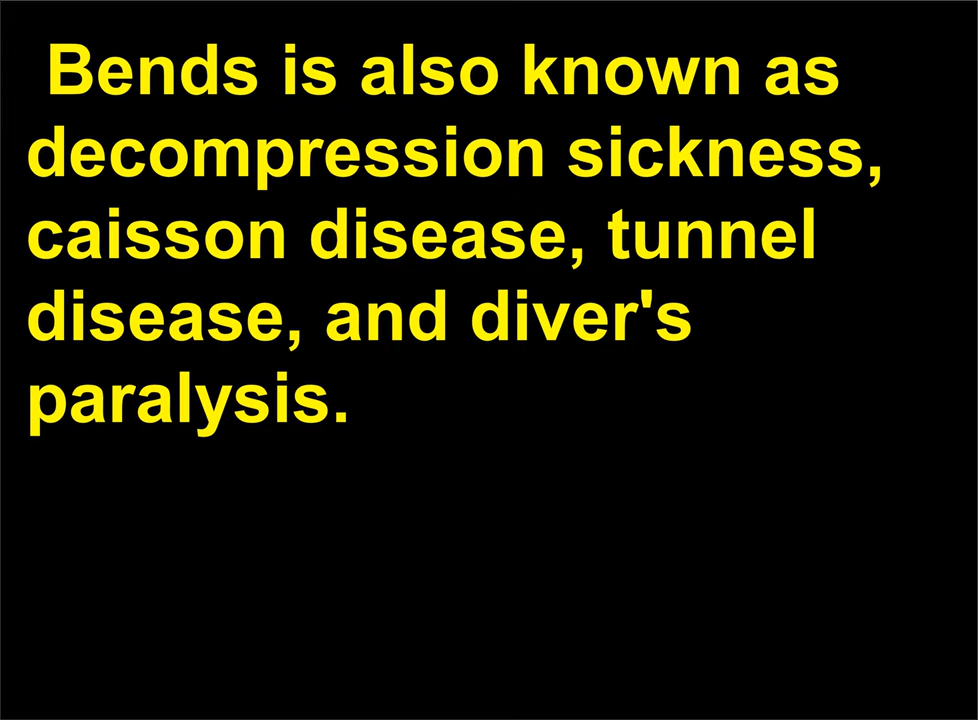 Bends is also known as
decompression sickness,
caisson disease, tunnel
disease, and diver's
paralysis.